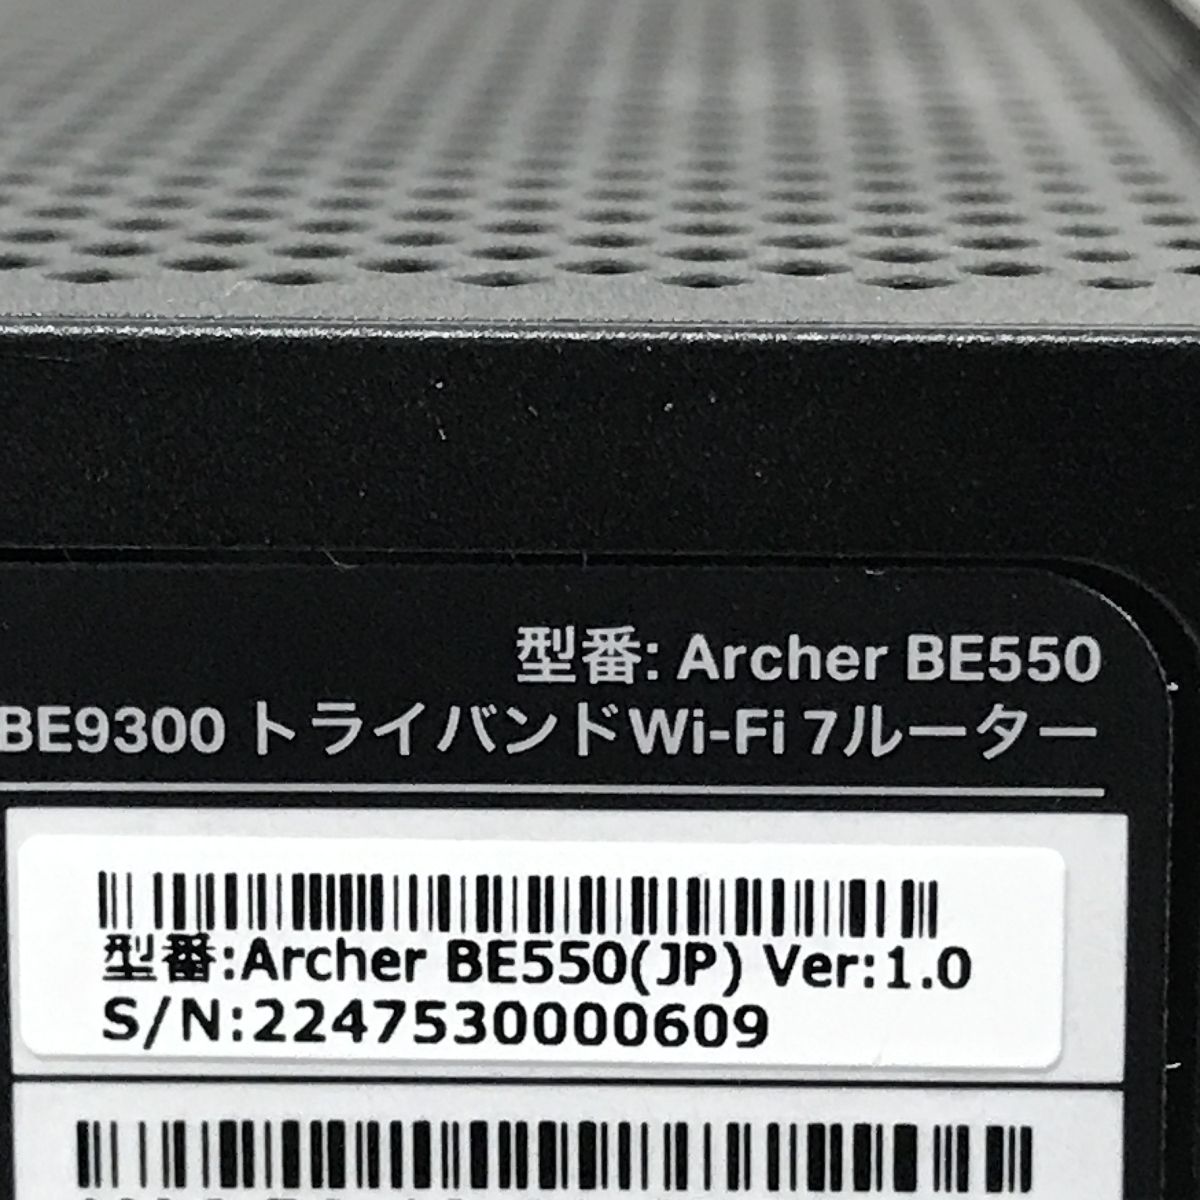 型番: Archer BE550
BE9300 トライバンドWi-Fi 7ルーター
型番:Archer BE550(JP) Ver:1.0
S/N:2247530000609